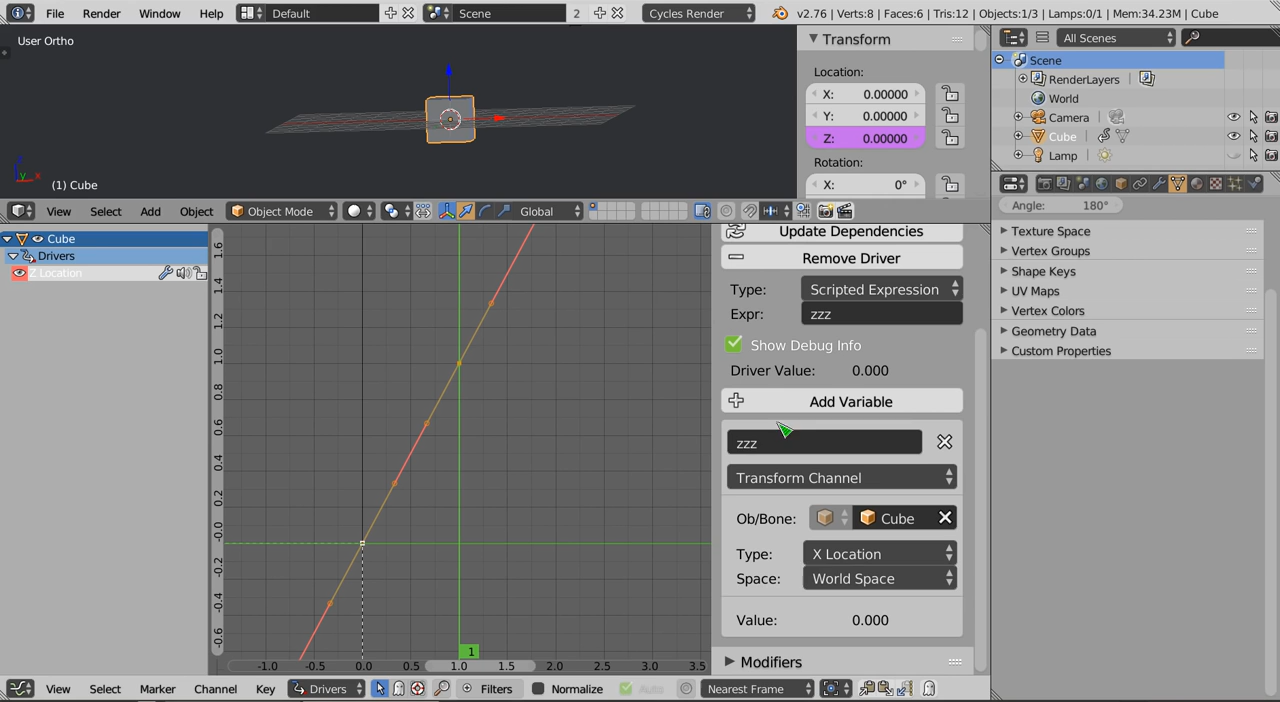 File Render Window Help Default Scene 2 Cycles Render v2.76 | Verts:8 | Faces:6 | Tris:12 | Objects:1/3 | Lamps:0/1 | Mem:34.23M | Cube
User Ortho
(1) Cube
z
y x
Transform
Location:
X: 0.00000
Y: 0.00000
Z: 0.00000
Rotation:
X: 0°
View Select Add Object Object Mode Global
All Scenes
Scene
RenderLayers |
World
Camera |
Cube |
Lamp |
Angle: 180°
Texture Space
Vertex Groups
Shape Keys
UV Maps
Vertex Colors
Geometry Data
Custom Properties
Cube
Drivers
Z Location
1.6
1.4
1.2
1.0
0.8
0.6
0.4
0.2
-0.0
-0.2
-0.4
-0.6
1
-1.0 -0.5 0.0 0.5 1.0 1.5 2.0 2.5 3.0 3.5
Update Dependencies
Remove Driver
Type: Scripted Expression
Expr: zzz
Show Debug Info
Driver Value: 0.000
Add Variable
zzz
Transform Channel
Ob/Bone: Cube
Type: X Location
Space: World Space
Value: 0.000
Modifiers
View Select Marker Channel Key Drivers Filters Normalize Auto Nearest Frame